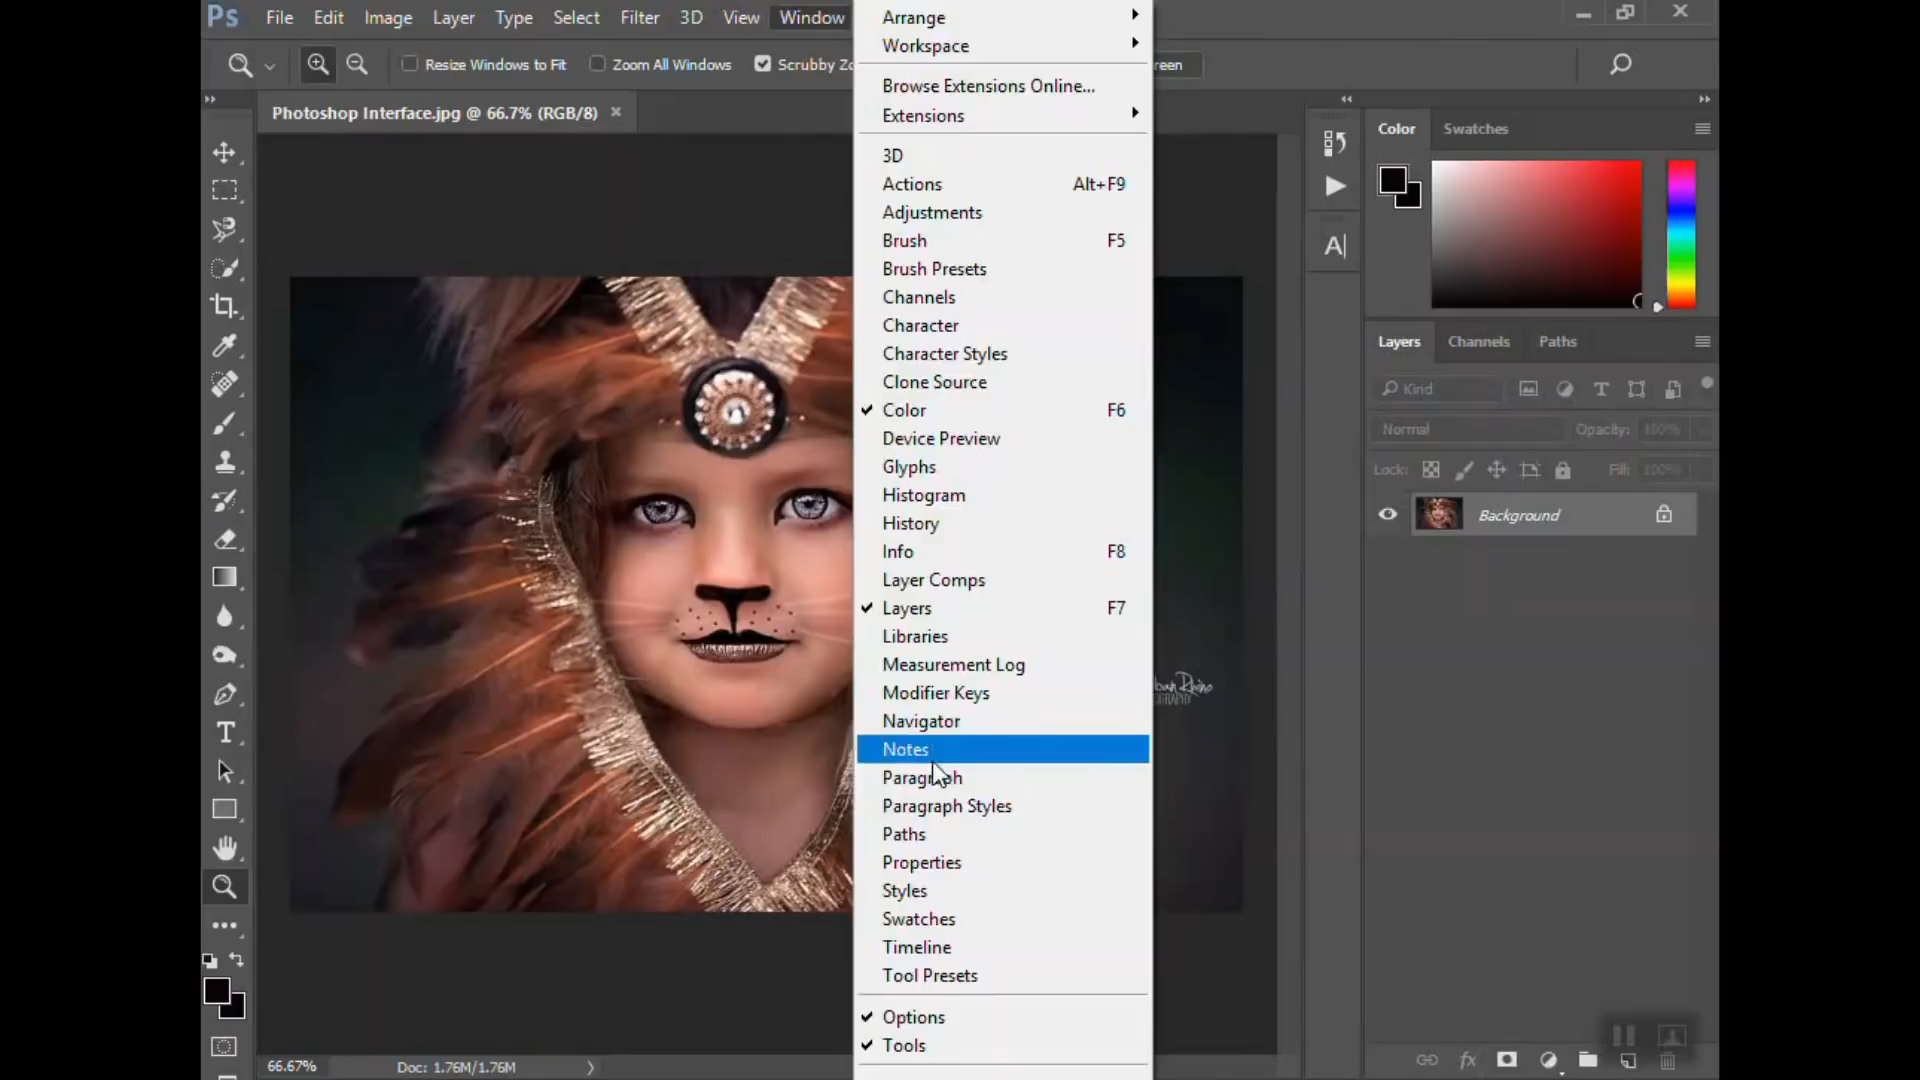 Ps File Edit Image Layer Type Select Filter 3D View Window
Resize Windows to Fit Zoom All Windows Scrubby Zo
reen
Photoshop Interface.jpg @ 66.7% (RGB/8)
Arrange
Workspace
Browse Extensions Online...
Extensions
3D
Actions Alt+F9
Adjustments
Brush F5
Brush Presets
Channels
Character
Character Styles
Clone Source
Color F6
Device Preview
Glyphs
Histogram
History
Info F8
Layer Comps
Layers F7
Libraries
Measurement Log
Modifier Keys
Navigator
Notes
Paragraph
Paragraph Styles
Paths
Properties
Styles
Swatches
Timeline
Tool Presets
Options
Tools
Color Swatches
Layers Channels Paths
Kind
Normal Opacity: 100%
Lock: Fill: 100%
Background
66.67% Doc: 1.76M/1.76M